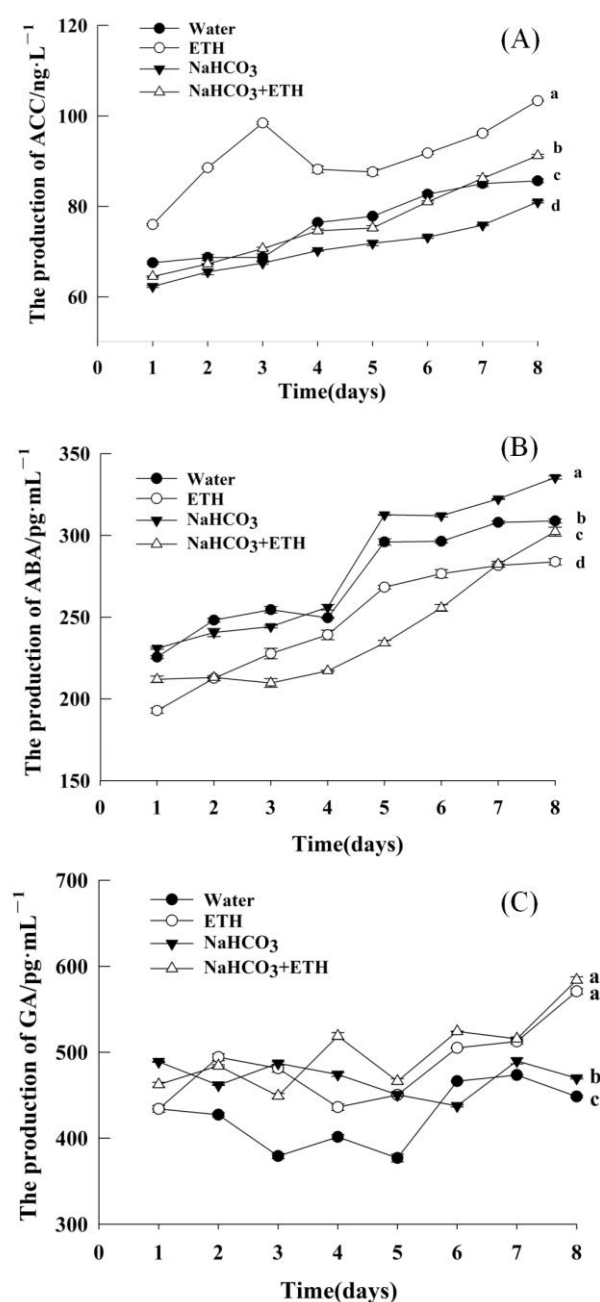 (A)
Water
ETH
NaHCO3
NaHCO3+ETH
The production of ACC/ng·L−1
120
100
80
60
a
b
c
d
0 1 2 3 4 5 6 7 8
Time(days)
(B)
Water
ETH
NaHCO3
NaHCO3+ETH
The production of ABA/pg·mL−1
350
300
250
200
150
a
b
c
d
0 1 2 3 4 5 6 7 8
Time(days)
(C)
Water
ETH
NaHCO3
NaHCO3+ETH
The production of GA/pg·mL−1
700
600
500
400
300
a
a
b
c
0 1 2 3 4 5 6 7 8
Time(days)